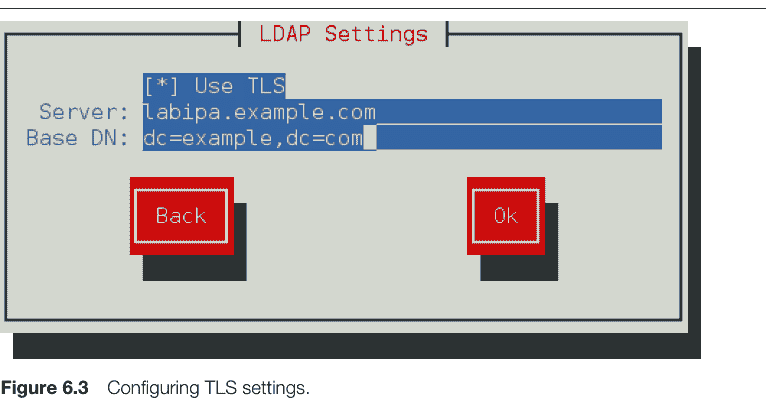 LDAP Settings
[*] Use TLS
Server: labipa.example.com
Base DN: dc=example,dc=com
Back Ok
Figure 6.3 Configuring TLS settings.